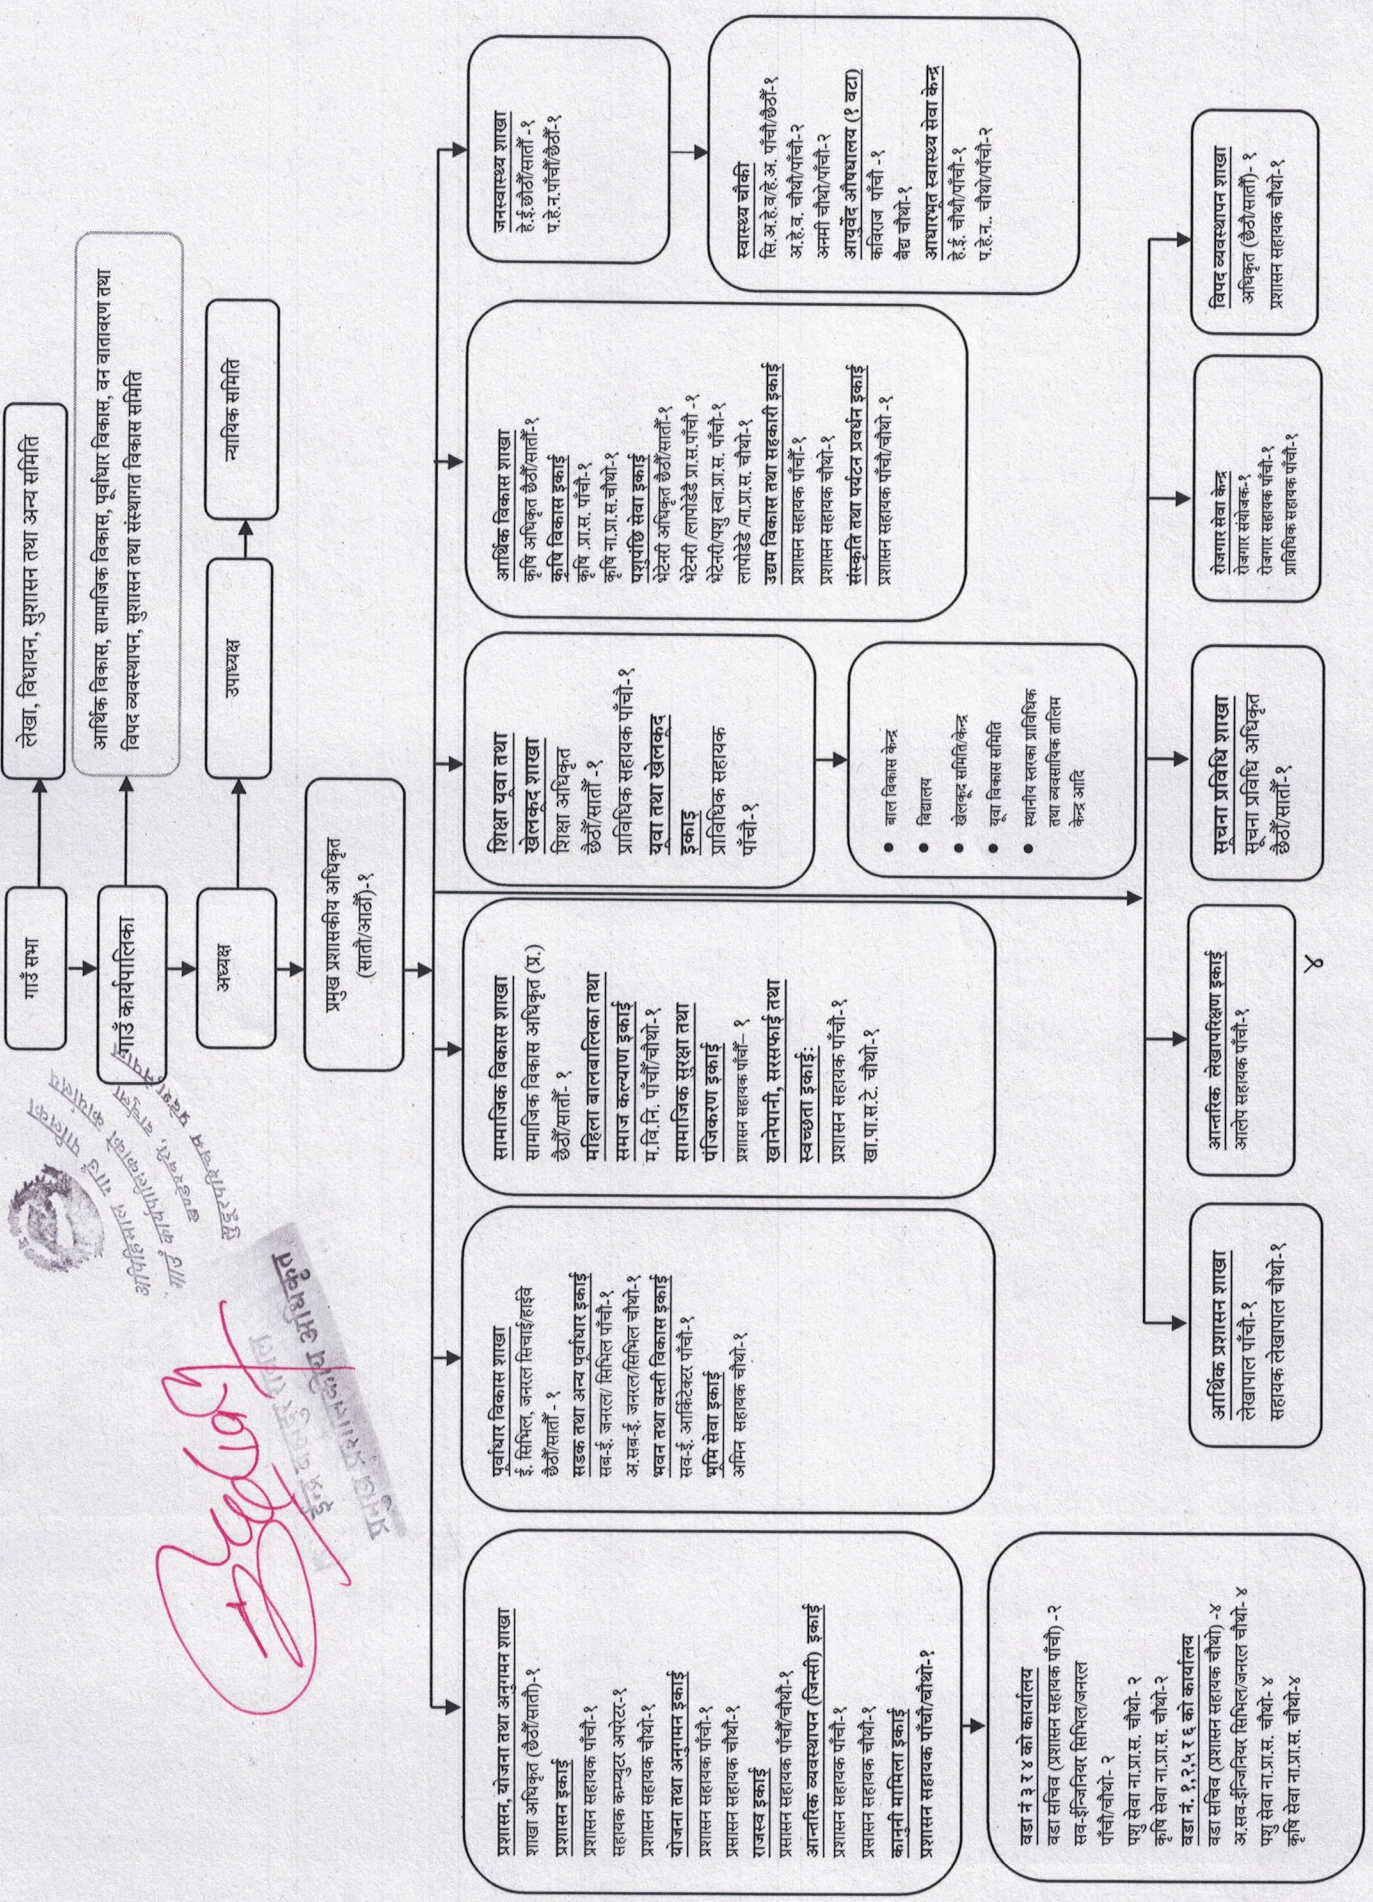 गाउँ सभा
लेखा, विधायन, सुशासन तथा अन्य समिति
गाउँ कार्यपालिका
आर्थिक विकास, सामाजिक विकास, पूर्वाधार विकास, वन वातावरण तथा
विपद व्यवस्थापन, सुशासन तथा संस्थागत विकास समिति
अध्यक्ष
उपाध्यक्ष
न्यायिक समिति
प्रमुख प्रशासकीय अधिकृत
(सातौ/आठौं)-१
प्रशासन, योजना तथा अनुगमन शाखा
शाखा अधिकृत (छैठौं/सातौ)-१
प्रशासन इकाई
प्रशासन सहायक पाँचौ-१
सहायक कम्प्युटर अपरेटर-१
प्रशासन सहायक चौथो-१
योजना तथा अनुगमन इकाई
प्रशासन सहायक पाँचौ-१
प्रसासन सहायक चौथो-१
राजस्व इकाई
प्रसासन सहायक पाँचौं/चौथी-१
आन्तरिक व्यवस्थापन (जिन्सी) इकाई
प्रशासन सहायक पाँचौ-१
प्रसासन सहायक चौथो-१
कानुनी मामिला इकाई
प्रशासन सहायक पाँचौ/चौथो-१
वडा नं ३ र ४ को कार्यालय
वडा सचिव (प्रशासन सहायक पाँचौ) -२
सव-ईन्जिनियर सिभिल/जनरल
पाँचौ/चौथो- २
पशु सेवा ना.प्रा.स. चौथो- २
कृषि सेवा ना.प्रा.स. चौथो-२
वडा नं. १,२,५ र ६ को कार्यालय
वडा सचिव (प्रशासन सहायक चौथो) -४
अ.सव-ईन्जिनियर सिभिल/जनरल चौथो- ४
पशु सेवा ना.प्रा.स. चौथो- ४
कृषि सेवा ना.प्रा.स. चौथो-४
पूर्वाधार विकास शाखा
ई. सिभिल, जनरल सिचाई/हाईवे
छैठौं/सातौं - १
सडक तथा अन्य पूर्वाधार इकाई
सब-ई. जनरल/ सिभिल पाँचौ-१
अ.सब-ई. जनरल/सिभिल चौथो-१
भवन तथा वस्ती विकास इकाई
सव-ई. आर्किटेक्टर पाँचौ-१
भूमि सेवा इकाई
अमिन सहायक चौथो-१
सामाजिक विकास शाखा
सामाजिक विकास अधिकृत (प्र.)
छैठौं/सातौं- १
महिला बालबालिका तथा
समाज कल्याण इकाई
म.वि.नि. पाँचौं/चौथो-१
सामाजिक सुरक्षा तथा
पंजिकरण इकाई
प्रशासन सहायक पाँचौं– १
खानेपानी, सरसफाई तथा
स्वच्छता इकाई:
प्रशासन सहायक पाँचौ-१
खा.पा.स.टे. चौथो-१
शिक्षा यूवा तथा
खेलकूद शाखा
शिक्षा अधिकृत
छैठौं/सातौं -१
प्राविधिक सहायक पाँचौ-१
यूवा तथा खेलकूद
इकाइ
प्राविधिक सहायक
पाँचौ-१
• बाल विकास केन्द्र
• बिद्यालय
• खेलकूद समिति/केन्द्र
• यूवा विकास समिति
• स्थानीय स्तरका प्राविधिक
तथा व्यवसायिक तालिम
केन्द्र आदि
आर्थिक विकास शाखा
कृषि अधिकृत छैठौं/सातौं-१
कृषि विकास इकाई
कृषि .प्रा.स. पाँचौ-१
कृषि ना.प्रा.स.चौथो-१
पशुपंछि सेवा इकाई
भेटेनरी अधिकृत छैठौं/सातौं-१
भेटेनरी /लापोडेडै प्रा.स.पाँचौ -१
भेटेनरी/पशु स्वा.प्रा.स. पाँचौ-१
लापोडेडे /ना.प्रा.स. चौथो-१
उद्यम विकास तथा सहकारी इकाई
प्रशासन सहायक पाँचौं-१
प्रशासन सहायक चौथो-१
संस्कृति तथा पर्यटन प्रवर्धन इकाई
प्रशासन सहायक पाँचौ/चौथो -१
जनस्वास्थ्य शाखा
हे.ई.छैठौं/सातौं -१
प.हे.न.पाँचौं/छैठौं-१
स्वास्थ्य चौकी
सि.अ.हे.व/हे.अ. पाँचौ/छैठौं-१
अ.हे.व. चौथो/पाँचौ-२
अनमी चौथो/पाँचौ-२
आयुर्वेद औषधालय (१ वटा)
कविराज पाँचौ -१
बैद्य चौथो-१
आधारभूत स्वास्थ्य सेवा केन्द्र
हे.ई. चौथो/पाँचौ-१
प.हे.न.. चौथो/पाँचौ-२
आर्थिक प्रशासन शाखा
लेखापाल पाँचौ-१
सहायक लेखापाल चौथो-१
आन्तरिक लेखापरिक्षण इकाई
आलेप सहायक पाँचौ-१
सूचना प्रविधि शाखा
सूचना प्रविधि अधिकृत
छैठौं/सातौं-१
रोजगार सेवा केन्द्र
रोजगार संयोजक-१
रोजगार सहायक पाँचौ-१
प्राविधिक सहायक पाँचौ-१
विपद व्यवस्थापन शाखा
अधिकृत (छैठौ/सातौं)- १
प्रशासन सहायक चौथो-१
४
अपिहिमाल गाउँ पालिका
गाउँ कार्यपालिकाको कार्यालय
सुदूरपश्चिम प्रदेश, नेपाल
प्रमुख प्रशासकीय अधिकृत